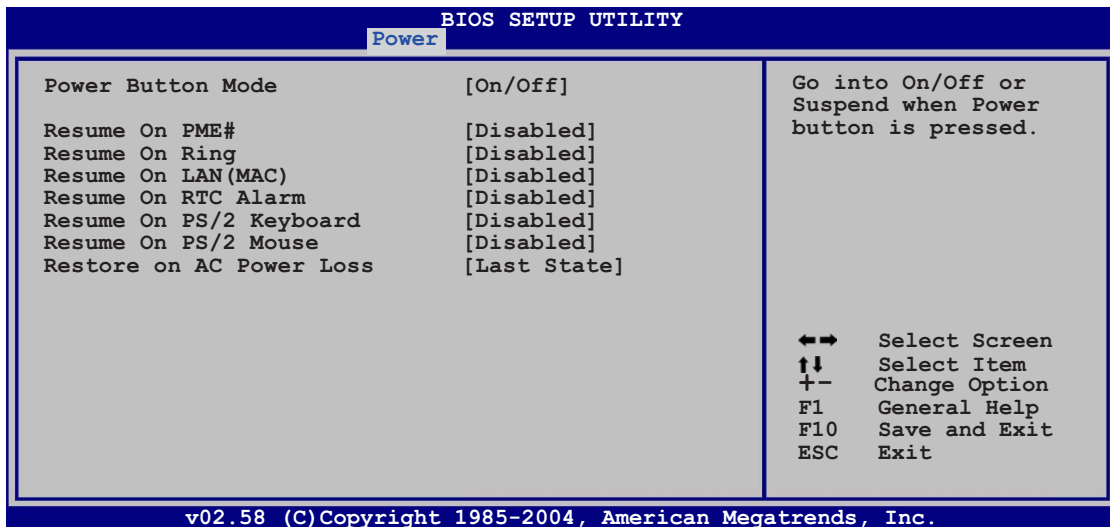 BIOS SETUP UTILITY
Power
Power Button Mode [On/Off]
Resume On PME# [Disabled]
Resume On Ring [Disabled]
Resume On LAN(MAC) [Disabled]
Resume On RTC Alarm [Disabled]
Resume On PS/2 Keyboard [Disabled]
Resume On PS/2 Mouse [Disabled]
Restore on AC Power Loss [Last State]
Go into On/Off or
Suspend when Power
button is pressed.
←→ Select Screen
↑↓ Select Item
+- Change Option
F1 General Help
F10 Save and Exit
ESC Exit
v02.58 (C)Copyright 1985-2004, American Megatrends, Inc.